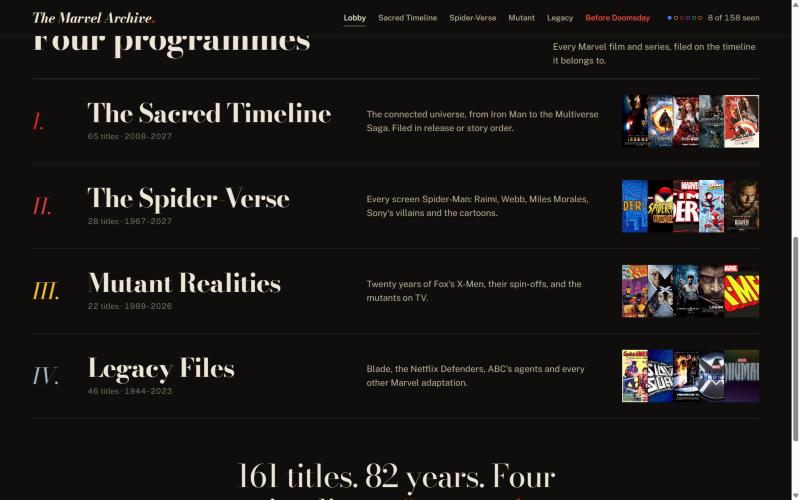 The Marvel Archive.
Lobby Sacred Timeline Spider-Verse Mutant Legacy Before Doomsday 8 of 158 seen
Four programmes
Every Marvel film and series, filed on the timeline
it belongs to.
I.
The Sacred Timeline
65 titles · 2008–2027
The connected universe, from Iron Man to the Multiverse
Saga. Filed in release or story order.
II.
The Spider-Verse
28 titles · 1967–2027
Every screen Spider-Man: Raimi, Webb, Miles Morales,
Sony's villains and the cartoons.
III.
Mutant Realities
22 titles · 1989–2026
Twenty years of Fox's X-Men, their spin-offs, and the
mutants on TV.
IV.
Legacy Files
46 titles · 1944–2023
Blade, the Netflix Defenders, ABC's agents and every
other Marvel adaptation.
161 titles. 82 years. Four